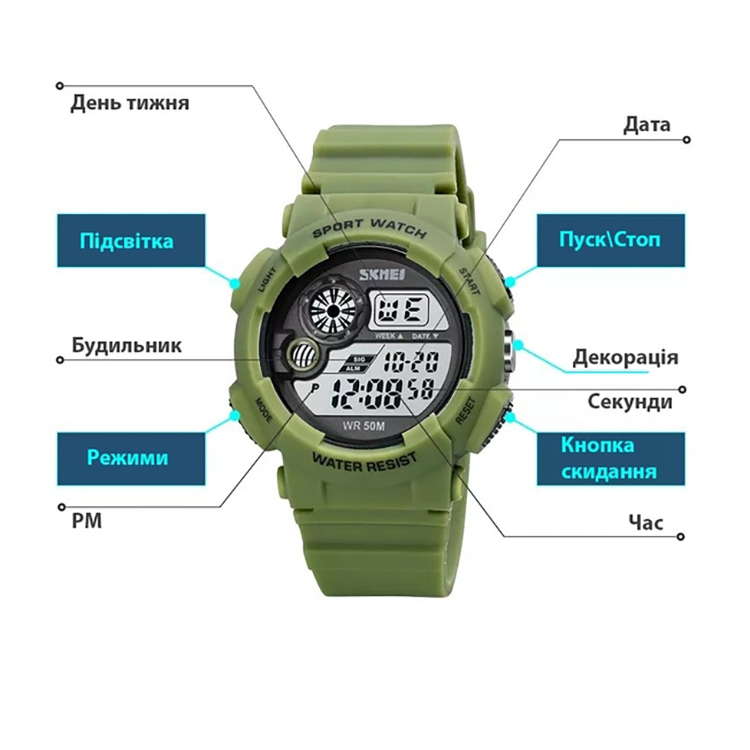 День тижня
Дата
Підсвітка
Пуск\Стоп
SPORT WATCH
LIGHT
START
SKMEI
WE
WEEK ▲ DATE ▼
Будильник
Декорація
SIG
ALM
10-20
P 12:08 58
Секунди
MODE
RESET
WR 50M
Режими
Кнопка
скидання
WATER RESIST
PM
Час